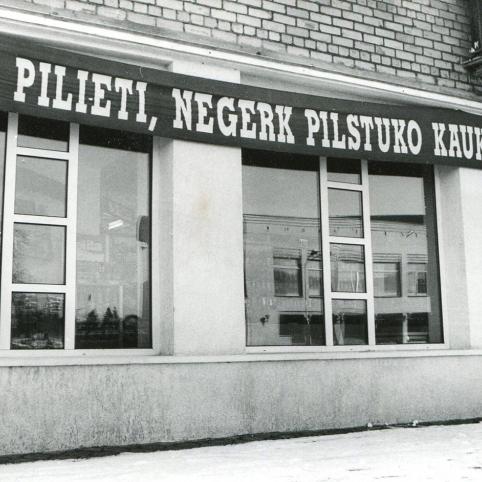 PILIETI, NEGERK PILSTUKO KAUK